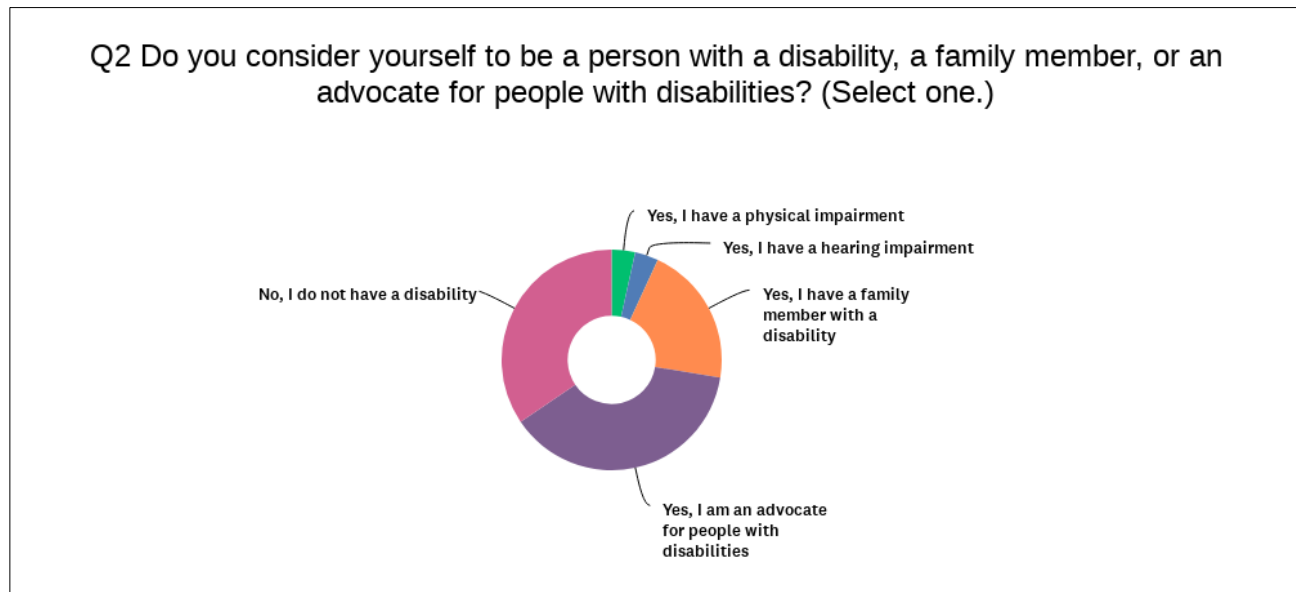 Q2 Do you consider yourself to be a person with a disability, a family member, or an
advocate for people with disabilities? (Select one.)
Yes, I have a physical impairment
Yes, I have a hearing impairment
No, I do not have a disability
Yes, I have a family
member with a
disability
Yes, I am an advocate
for people with
disabilities